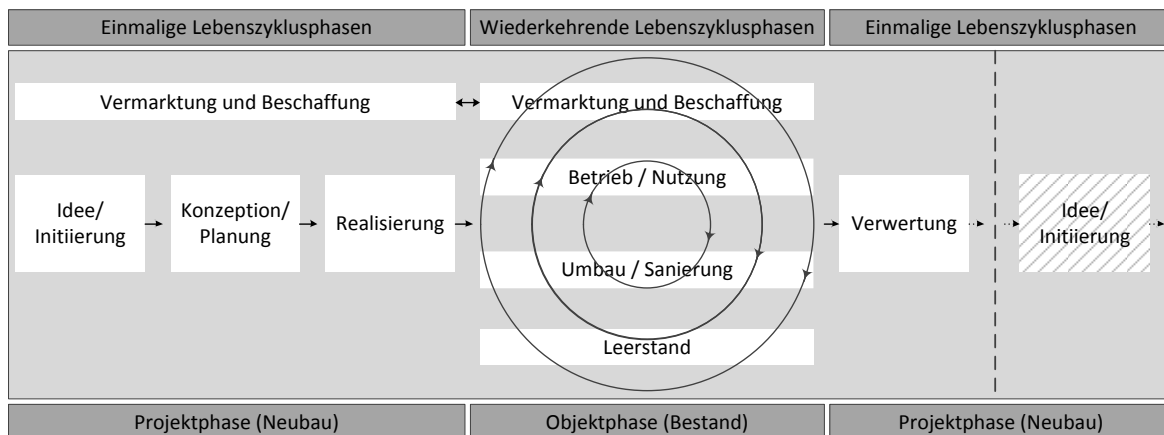 Einmalige Lebenszyklusphasen
Wiederkehrende Lebenszyklusphasen
Einmalige Lebenszyklusphasen
Vermarktung und Beschaffung
Vermarktung und Beschaffung
Idee/
Initiierung
Konzeption/
Planung
Realisierung
Betrieb / Nutzung
Umbau / Sanierung
Leerstand
Verwertung
Idee/
Initiierung
Projektphase (Neubau)
Objektphase (Bestand)
Projektphase (Neubau)